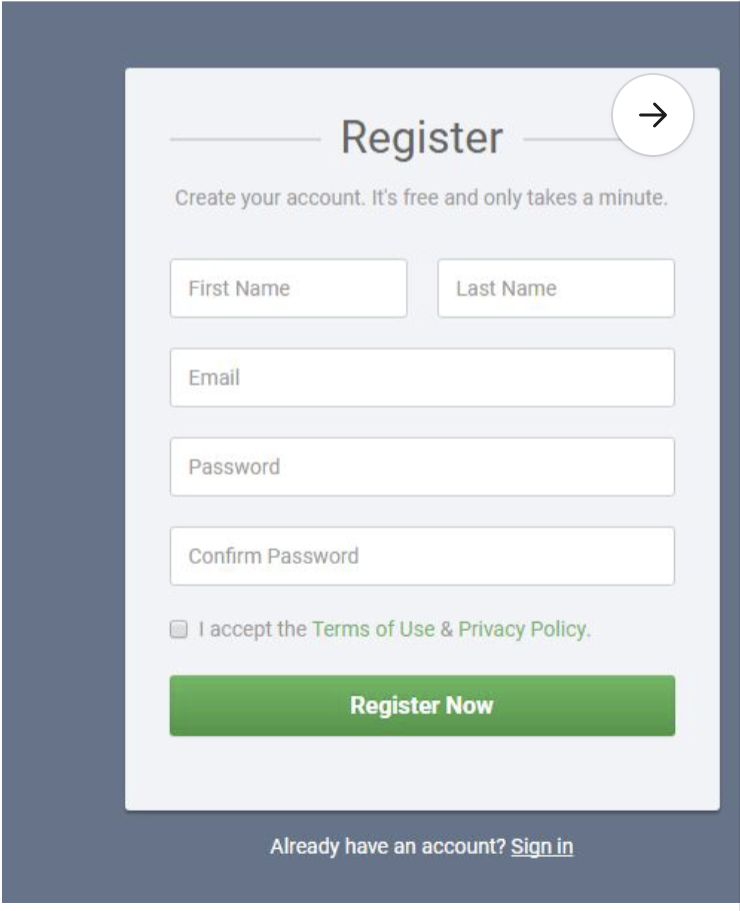 Register
Create your account. It's free and only takes a minute.
First Name
Last Name
Email
Password
Confirm Password
I accept the Terms of Use & Privacy Policy.
Register Now
Already have an account? Sign in